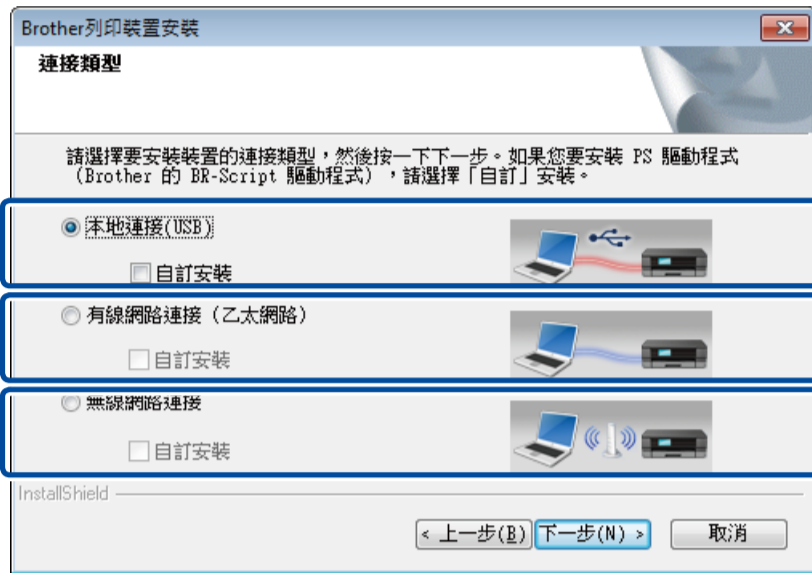 Brother列印裝置安裝
連接類型
請選擇要安裝裝置的連接類型，然後按一下下一步。如果您要安裝 PS 驅動程式
（Brother 的 BR-Script 驅動程式），請選擇「自訂」安裝。
本地連接(USB)
自訂安裝
有線網路連接（乙太網路）
自訂安裝
無線網路連接
自訂安裝
InstallShield
< 上一步(B) 下一步(N) > 取消